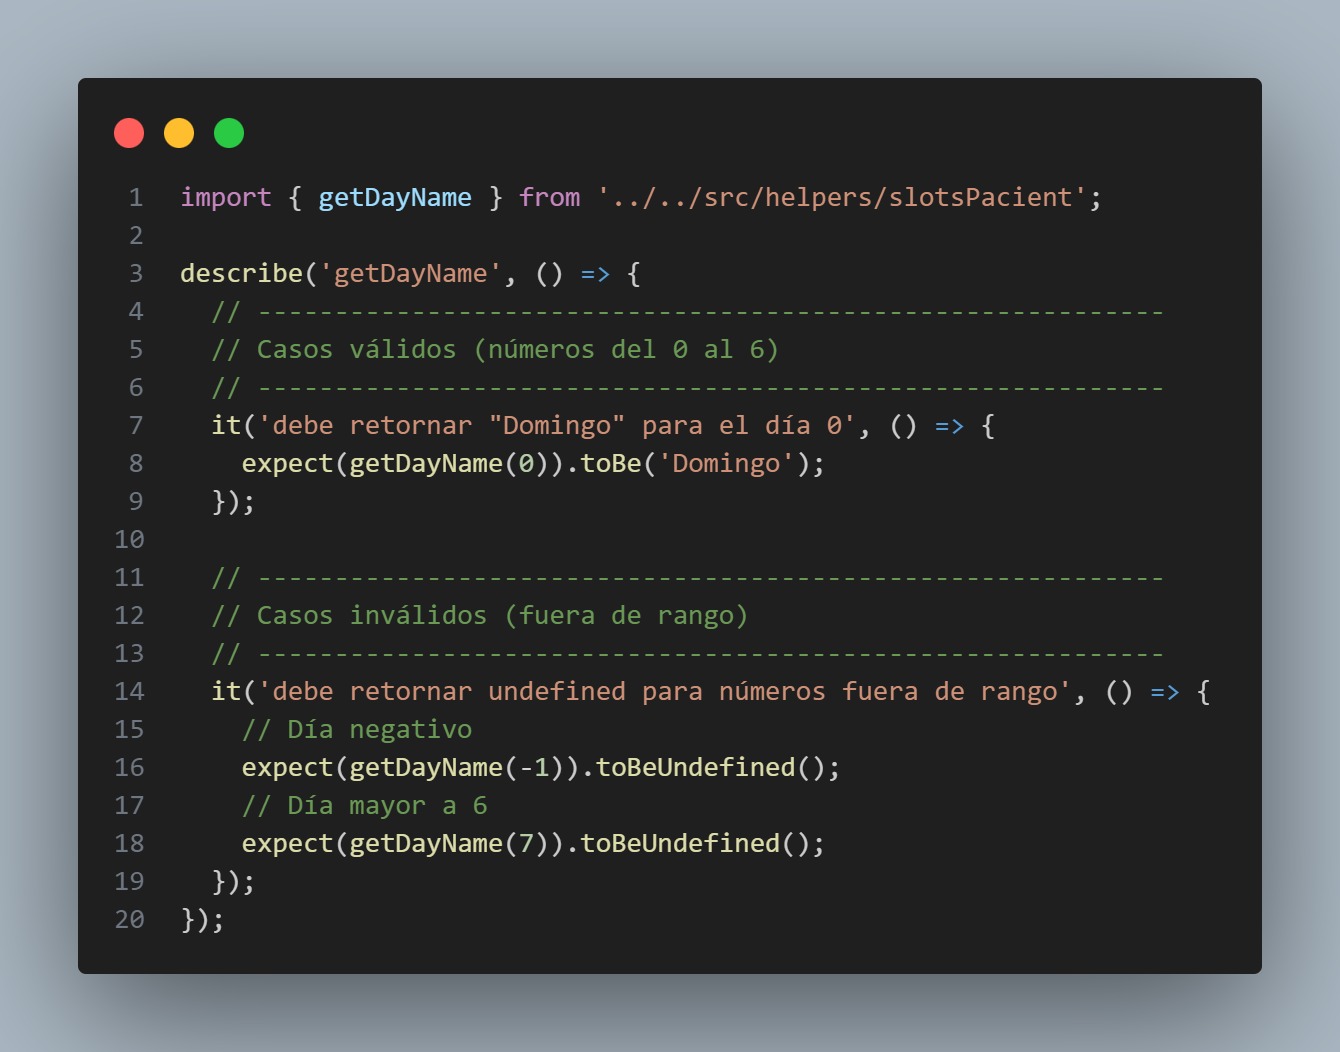 1 import { getDayName } from '../../src/helpers/slotsPacient';
2
3 describe('getDayName', () => {
4   // -----------------------------------------------------------
5   // Casos válidos (números del 0 al 6)
6   // -----------------------------------------------------------
7   it('debe retornar "Domingo" para el día 0', () => {
8     expect(getDayName(0)).toBe('Domingo');
9   });
10
11   // -----------------------------------------------------------
12   // Casos inválidos (fuera de rango)
13   // -----------------------------------------------------------
14   it('debe retornar undefined para números fuera de rango', () => {
15     // Día negativo
16     expect(getDayName(-1)).toBeUndefined();
17     // Día mayor a 6
18     expect(getDayName(7)).toBeUndefined();
19   });
20 });